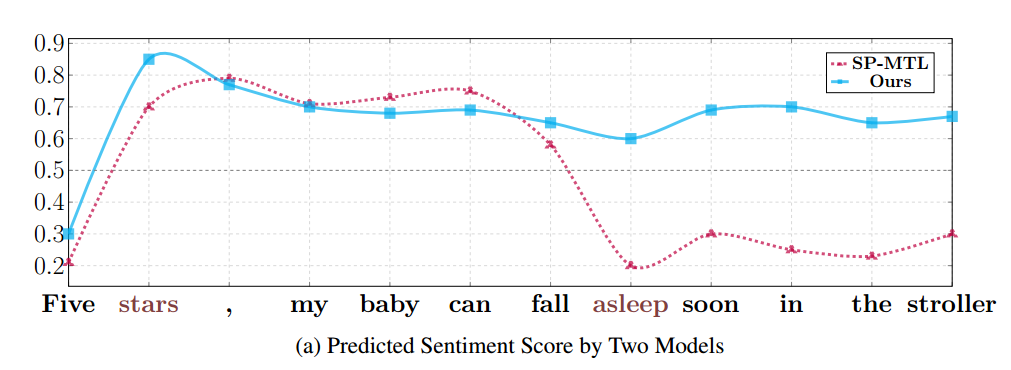 0.9
0.8
0.7
0.6
0.5
0.4
0.3
0.2
SP-MTL
Ours
Five stars , my baby can fall asleep soon in the stroller
(a) Predicted Sentiment Score by Two Models